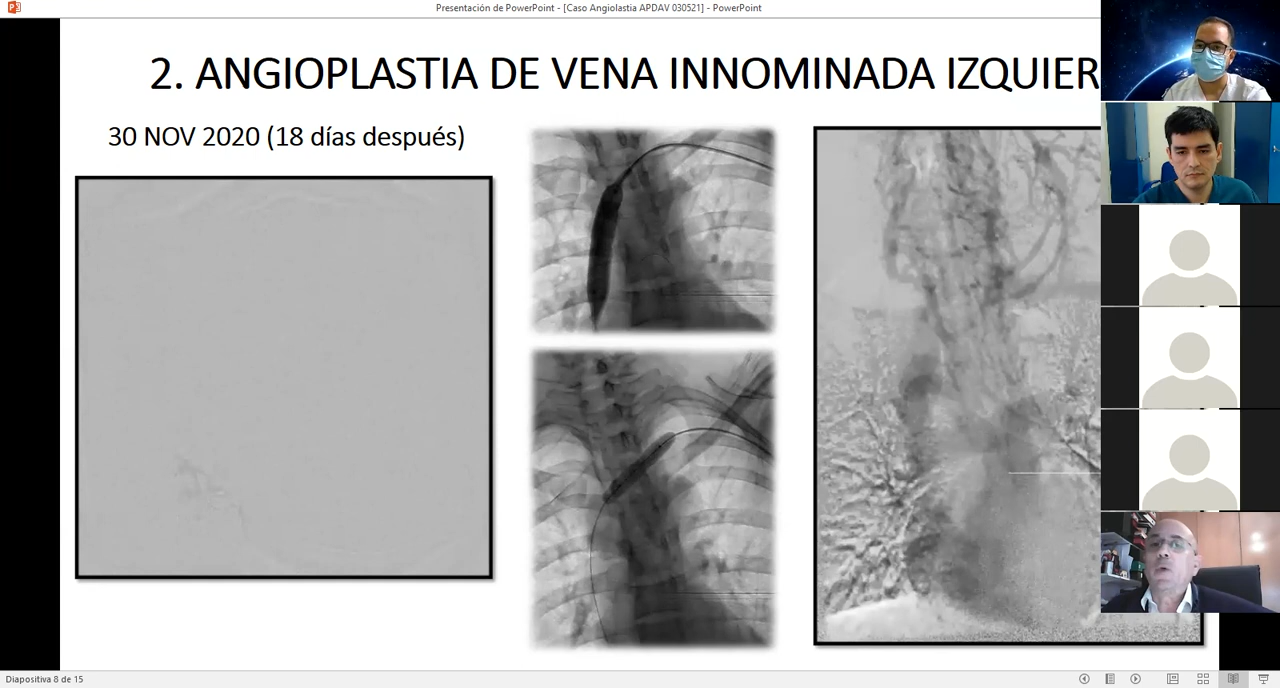 Presentación de PowerPoint - [Caso Angiolastia APDAV 030521] - PowerPoint
2. ANGIOPLASTIA DE VENA INNOMINADA IZQUIER
30 NOV 2020 (18 días después)
Diapositiva 8 de 15